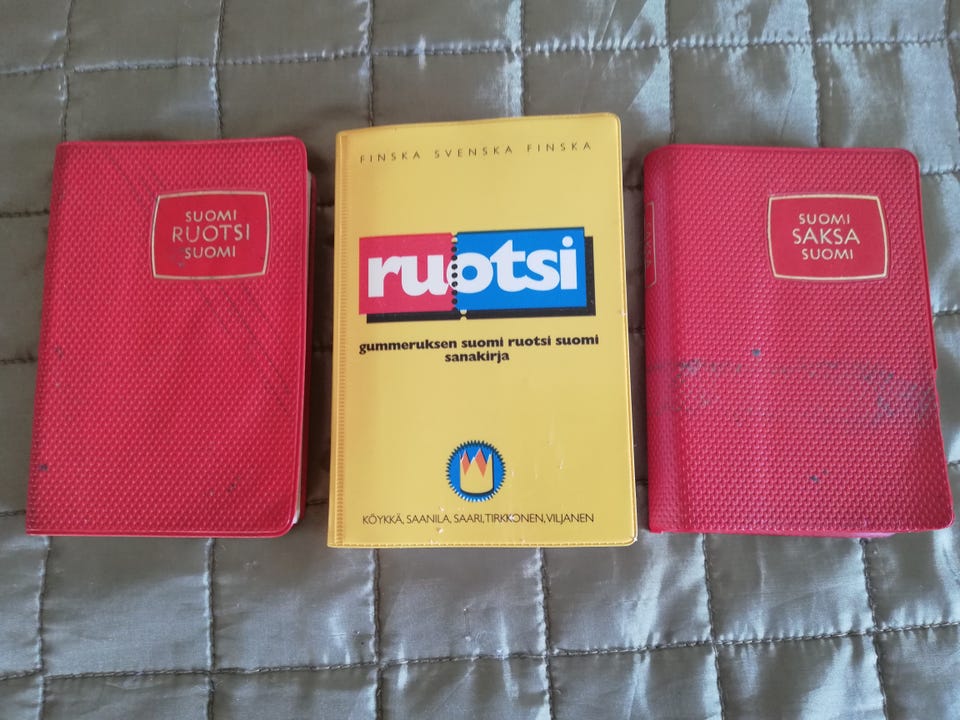 SUOMI
RUOTSI
SUOMI
FINSKA SVENSKA FINSKA
ruotsi
gummeruksen suomi ruotsi suomi
sanakirja
KÖYKKÄ, SAANILA, SAARI, TIRKKONEN, VILJANEN
SUOMI
SAKSA
SUOMI